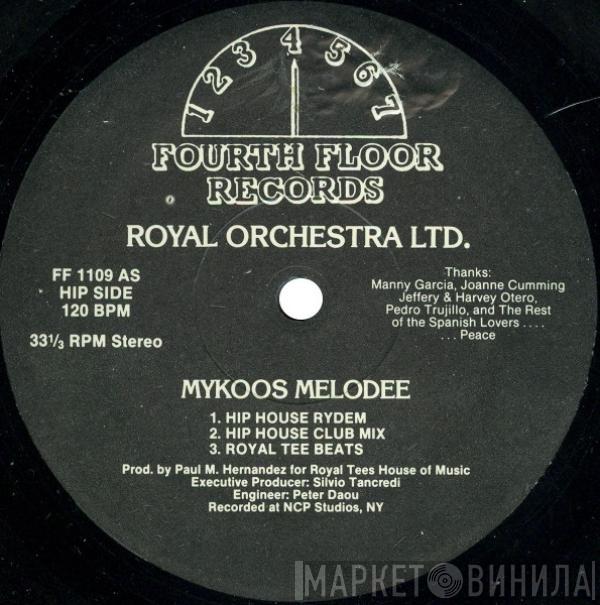 1 2 3 4 5 6 7
FOURTH FLOOR
RECORDS
ROYAL ORCHESTRA LTD.
FF 1109 AS
HIP SIDE
120 BPM
33⅓ RPM Stereo
Thanks:
Manny Garcia, Joanne Cumming
Jeffery & Harvey Otero,
Pedro Trujillo, and The Rest
of the Spanish Lovers ....
... Peace
MYKOOS MELODEE
1. HIP HOUSE RYDEM
2. HIP HOUSE CLUB MIX
3. ROYAL TEE BEATS
Prod. by Paul M. Hernandez for Royal Tees House of Music
Executive Producer: Silvio Tancredi
Engineer: Peter Daou
Recorded at NCP Studios, NY
МАРКЕТ ВИНИЛА